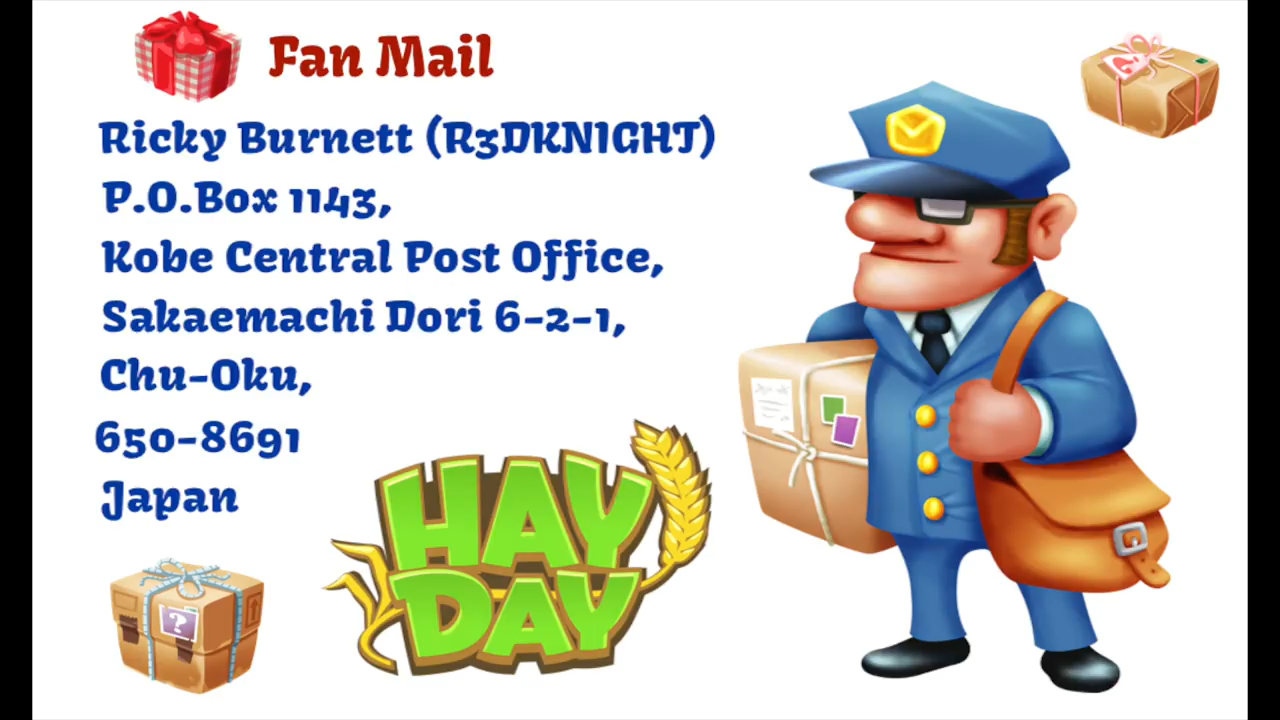 Fan Mail
Ricky Burnett (R3DKNIGHT)
P.O.Box 1143,
Kobe Central Post Office,
Sakaemachi Dori 6-2-1,
Chu-Oku,
650-8691
Japan
HAY
DAY
?